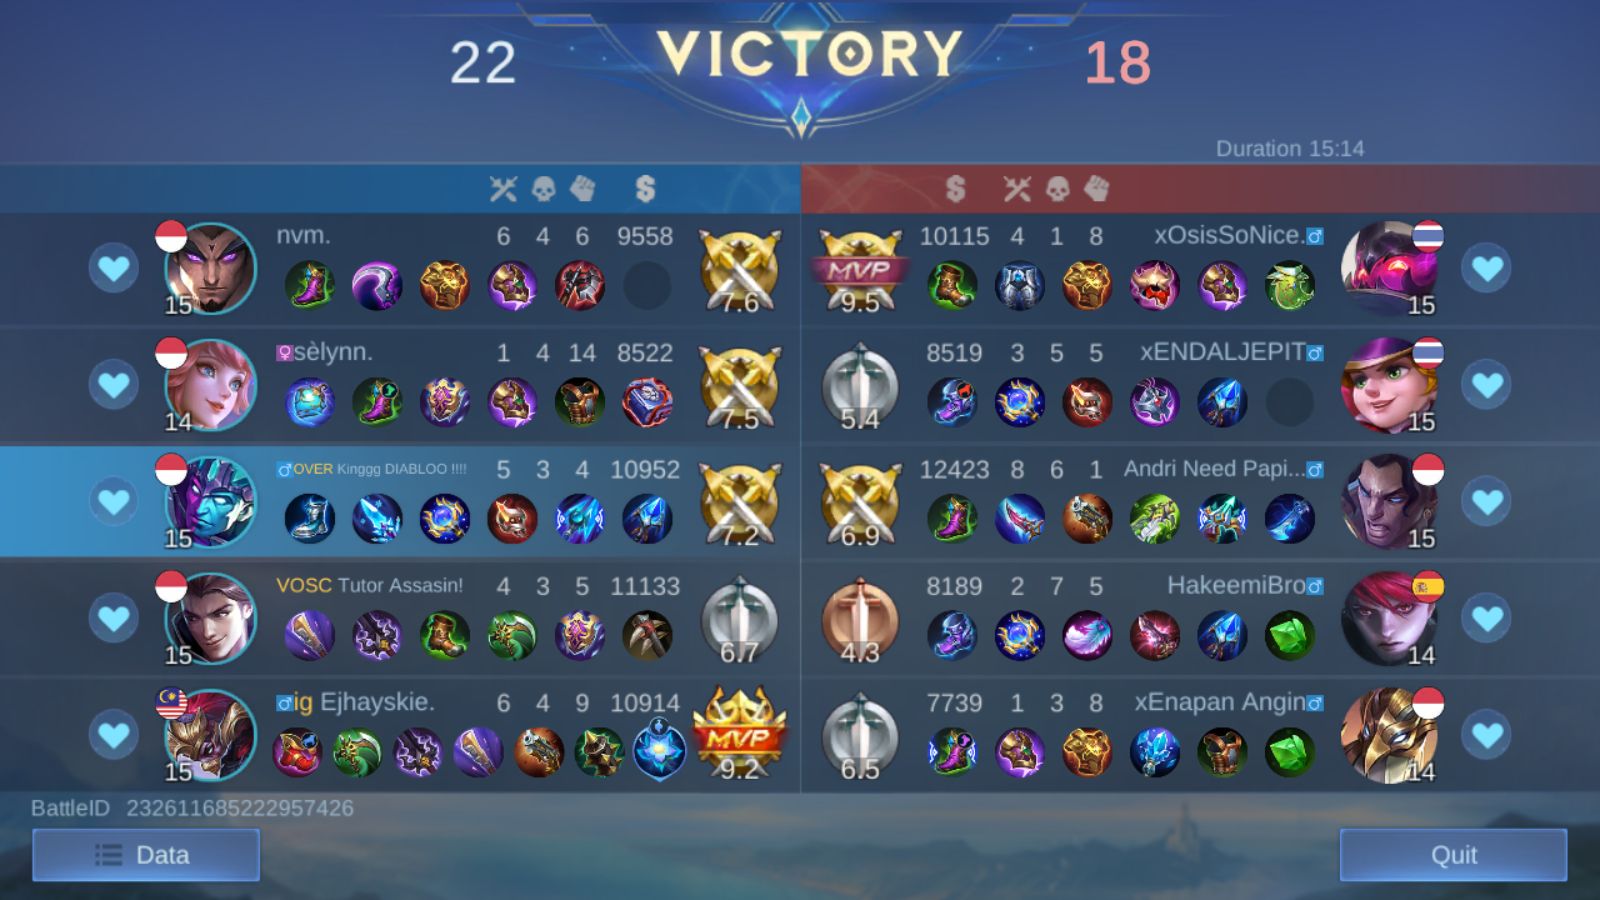 22 VICTORY 18
Duration 15:14
nvm. 6 4 6 9558
15 7.6
MVP 10115 4 1 8 xOsisSoNice.
9.5 15
sèlynn. 1 4 14 8522
14 7.5
8519 3 5 5 xENDALJEPIT
5.4 15
OVER Kinggg DIABLOO !!!! 5 3 4 10952
15 7.2
12423 8 6 1 Andri Need Papi...
6.9 15
VOSC Tutor Assasin! 4 3 5 11133
15 6.7
8189 2 7 5 HakeemiBro
4.3 14
ig Ejhayskie. 6 4 9 10914
MVP
15 9.2
7739 1 3 8 xEnapan Angin
6.5 14
BattleID 232611685222957426
Data
Quit